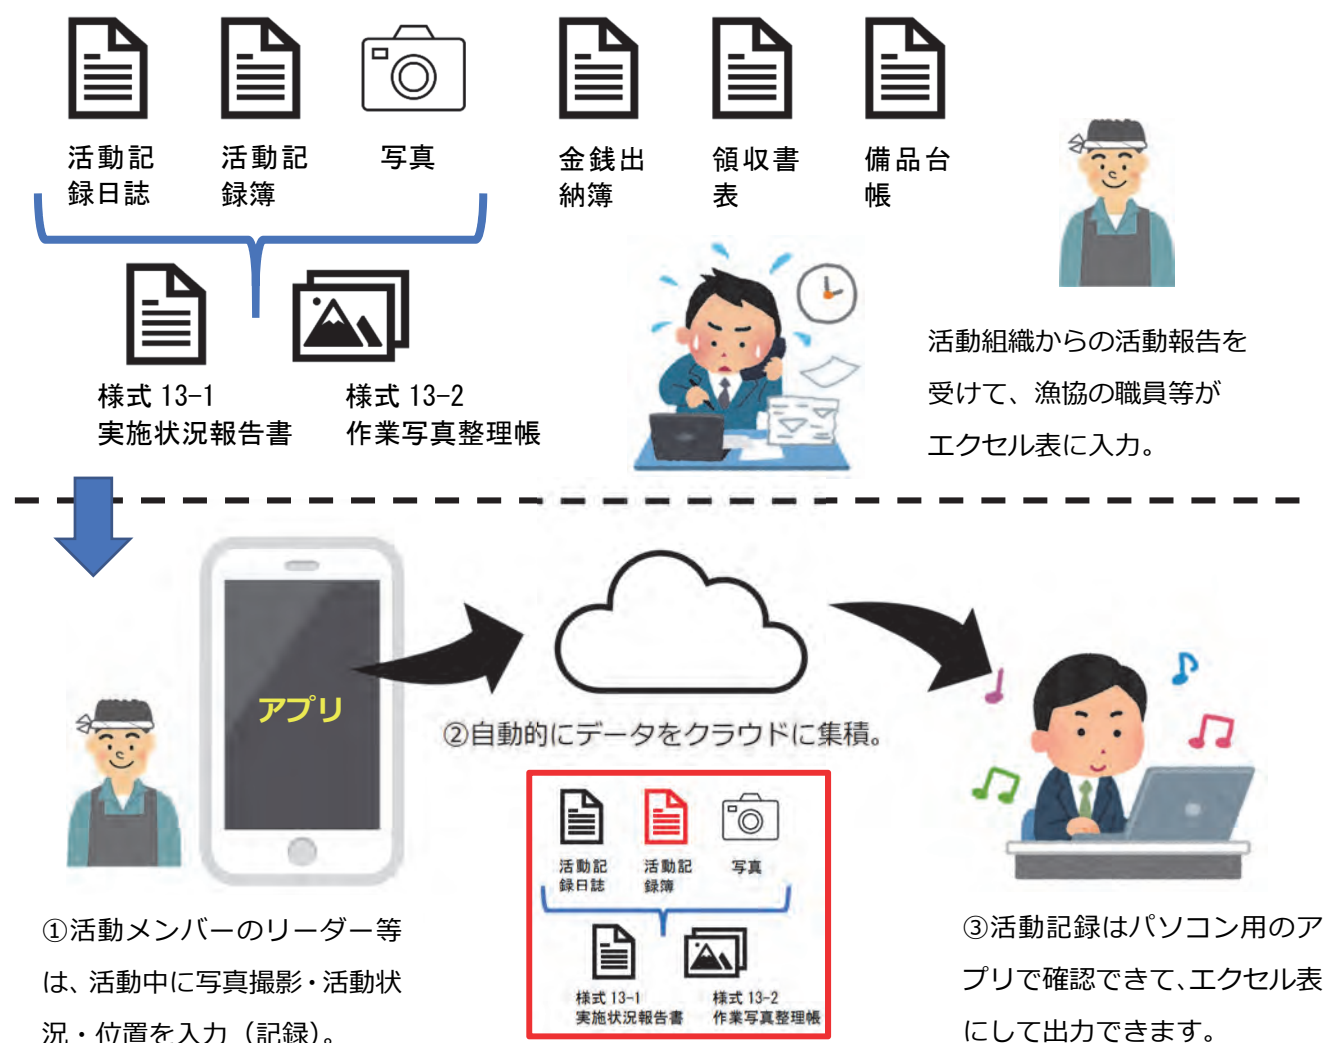 活動記
録日誌
活動記
録簿
写真
金銭出
納簿
領収書
表
備品台
帳
様式 13-1
実施状況報告書
様式 13-2
作業写真整理帳
活動組織からの活動報告を
受けて、漁協の職員等が
エクセル表に入力。
アプリ
①活動メンバーのリーダー等
は、活動中に写真撮影・活動状
況・位置を入力（記録）。
②自動的にデータをクラウドに集積。
活動記
録日誌
活動記
録簿
写真
様式 13-1
実施状況報告書
様式 13-2
作業写真整理帳
③活動記録はパソコン用のア
プリで確認できて、エクセル表
にして出力できます。